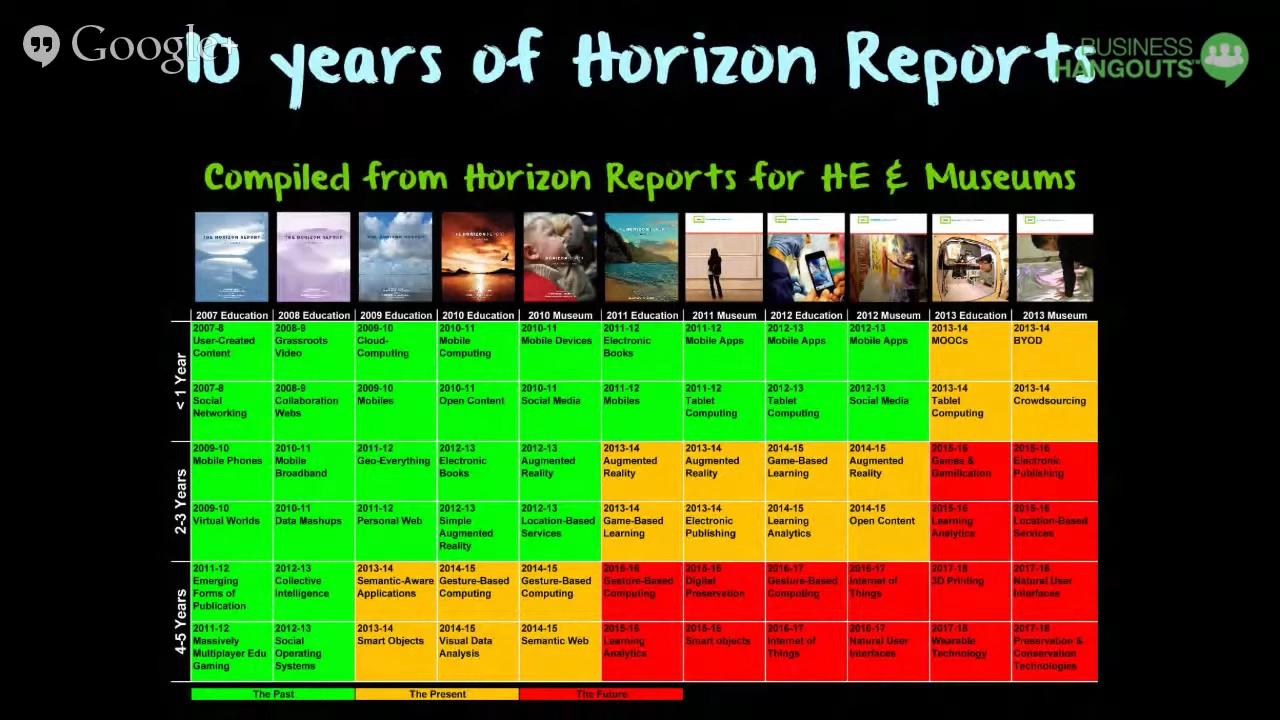 Google+
10 years of Horizon Reports
BUSINESS
HANGOUTS™
Compiled from Horizon Reports for HE & Museums
THE HORIZON REPORT
THE HORIZON REPORT
2007 Education
2008 Education
2009 Education
2010 Education
2010 Museum
2011 Education
2011 Museum
2012 Education
2012 Museum
2013 Education
2013 Museum
< 1 Year
2007-8
User-Created
Content
2008-9
Grassroots
Video
2009-10
Cloud-
Computing
2010-11
Mobile
Computing
2010-11
Mobile Devices
2011-12
Electronic
Books
2011-12
Mobile Apps
2012-13
Mobile Apps
2012-13
Mobile Apps
2013-14
MOOCs
2013-14
BYOD
2007-8
Social
Networking
2008-9
Collaboration
Webs
2009-10
Mobiles
2010-11
Open Content
2010-11
Social Media
2011-12
Mobiles
2011-12
Tablet
Computing
2012-13
Tablet
Computing
2012-13
Social Media
2013-14
Tablet
Computing
2013-14
Crowdsourcing
2-3 Years
2009-10
Mobile Phones
2010-11
Mobile
Broadband
2011-12
Geo-Everything
2012-13
Electronic
Books
2012-13
Augmented
Reality
2013-14
Augmented
Reality
2013-14
Augmented
Reality
2014-15
Game-Based
Learning
2014-15
Augmented
Reality
2015-16
Games &
Gamification
2015-16
Electronic
Publishing
2009-10
Virtual Worlds
2010-11
Data Mashups
2011-12
Personal Web
2012-13
Simple
Augmented
Reality
2012-13
Location-Based
Services
2013-14
Game-Based
Learning
2013-14
Electronic
Publishing
2014-15
Learning
Analytics
2014-15
Open Content
2015-16
Learning
Analytics
2015-16
Location-Based
Services
4-5 Years
2011-12
Emerging
Forms of
Publication
2012-13
Collective
Intelligence
2013-14
Semantic-Aware
Applications
2014-15
Gesture-Based
Computing
2014-15
Gesture-Based
Computing
2015-16
Gesture-Based
Computing
2015-16
Digital
Preservation
2016-17
Gesture-Based
Computing
2016-17
Internet of
Things
2017-18
3D Printing
2017-18
Natural User
Interfaces
2011-12
Massively
Multiplayer Edu
Gaming
2012-13
Social
Operating
Systems
2013-14
Smart Objects
2014-15
Visual Data
Analysis
2014-15
Semantic Web
2015-16
Learning
Analytics
2015-16
Smart objects
2016-17
Internet of
Things
2016-17
Natural User
Interfaces
2017-18
Wearable
Technology
2017-18
Preservation &
Conservation
Technologies
The Past
The Present
The Future